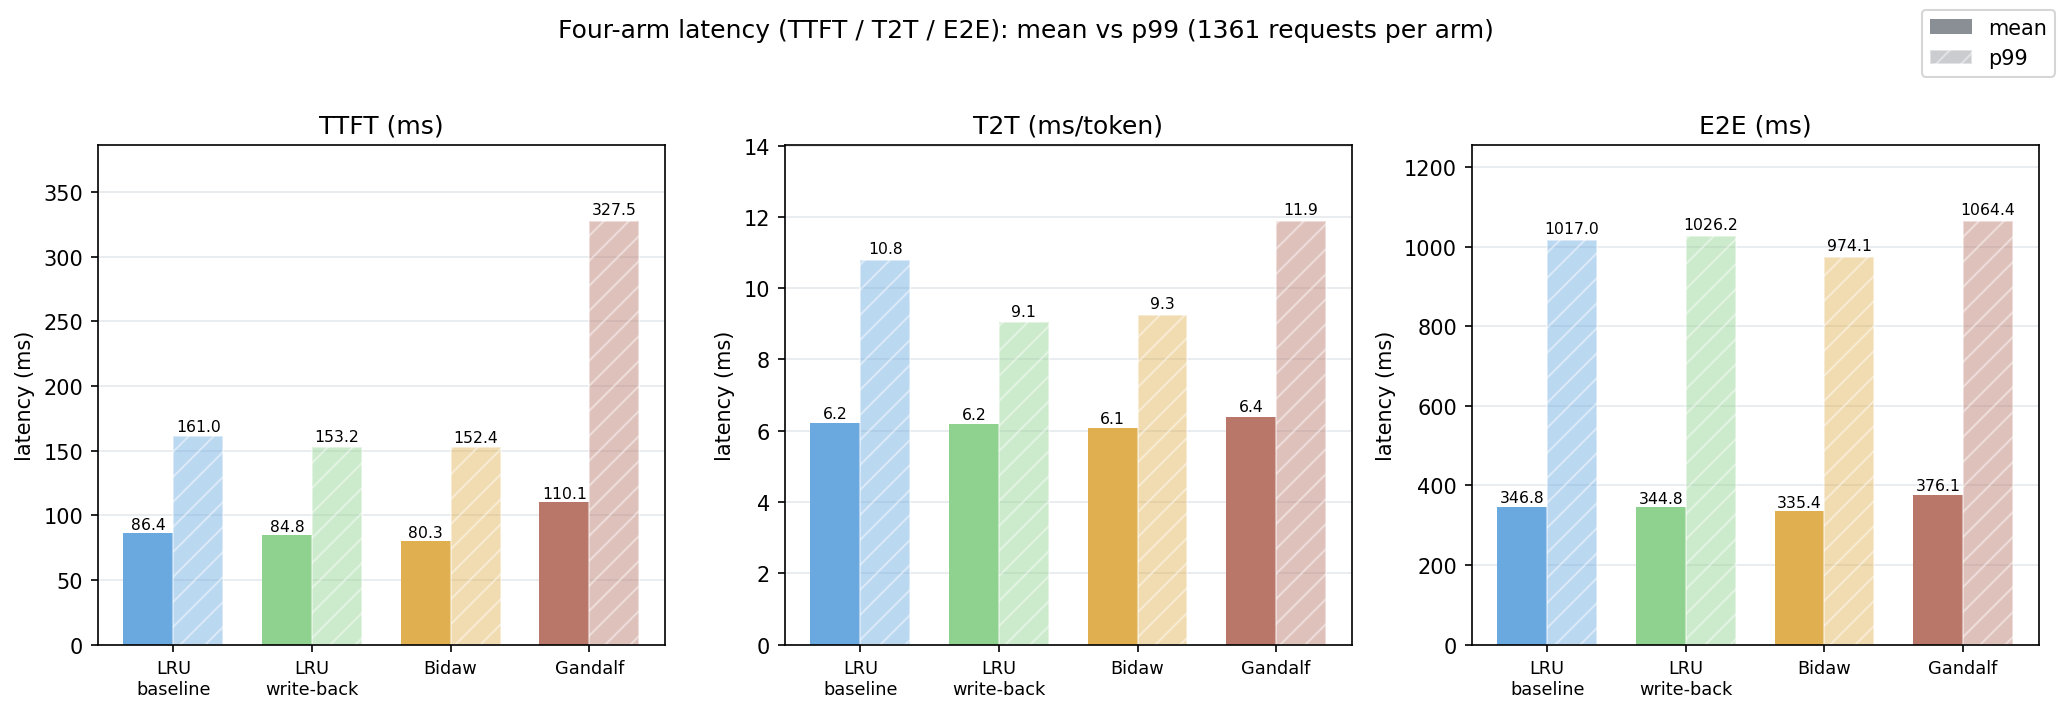 Four-arm latency (TTFT / T2T / E2E): mean vs p99 (1361 requests per arm)
mean
p99
TTFT (ms)
latency (ms)
350
300
250
200
150
100
50
0
86.4
161.0
84.8
153.2
80.3
152.4
110.1
327.5
LRU
baseline
LRU
write-back
Bidaw
Gandalf
T2T (ms/token)
latency (ms)
14
12
10
8
6
4
2
0
6.2
10.8
6.2
9.1
6.1
9.3
6.4
11.9
LRU
baseline
LRU
write-back
Bidaw
Gandalf
E2E (ms)
latency (ms)
1200
1000
800
600
400
200
0
346.8
1017.0
344.8
1026.2
335.4
974.1
376.1
1064.4
LRU
baseline
LRU
write-back
Bidaw
Gandalf